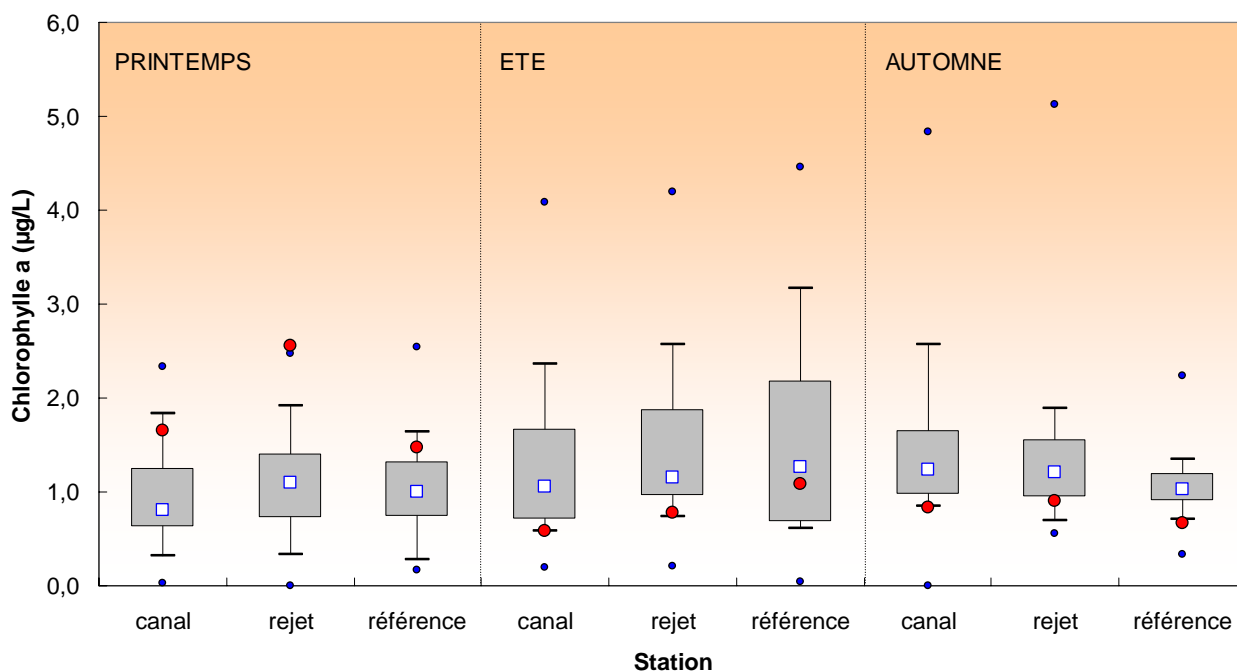 6,0
5,0
4,0
3,0
2,0
1,0
0,0
Chlorophylle a (µg/L)
PRINTEMPS
ETE
AUTOMNE
canal rejet référence canal rejet référence canal rejet référence
Station